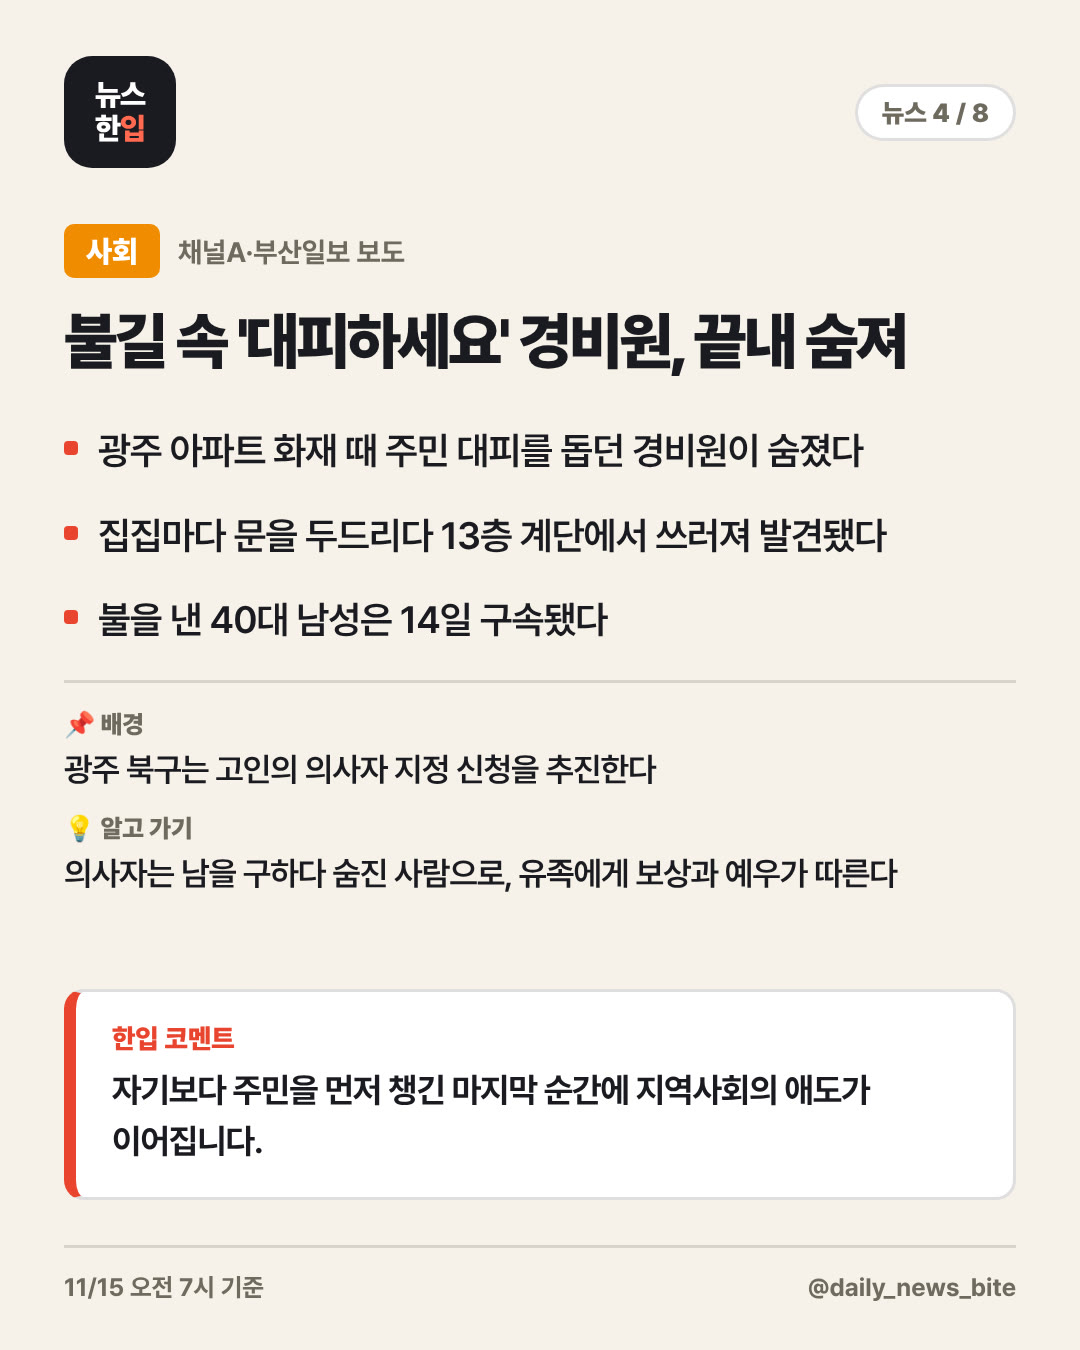 뉴스
한입
뉴스 4 / 8
사회 채널A·부산일보 보도
불길 속 '대피하세요' 경비원, 끝내 숨져
광주 아파트 화재 때 주민 대피를 돕던 경비원이 숨졌다
집집마다 문을 두드리다 13층 계단에서 쓰러져 발견됐다
불을 낸 40대 남성은 14일 구속됐다
📌 배경
광주 북구는 고인의 의사자 지정 신청을 추진한다
💡 알고 가기
의사자는 남을 구하다 숨진 사람으로, 유족에게 보상과 예우가 따른다
한입 코멘트
자기보다 주민을 먼저 챙긴 마지막 순간에 지역사회의 애도가
이어집니다.
11/15 오전 7시 기준
@daily_news_bite